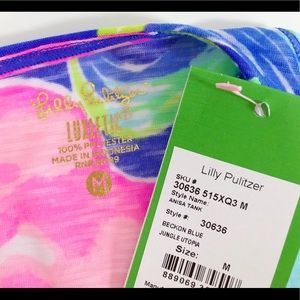 Lilly Pulitzer
LUXLETIC
100% POLYESTER
MADE IN INDONESIA
M
Lilly Pulitzer
SKU #
30636 515XQ3 M
Style Name:
ANISA TANK
Style #: 30636
BECKON BLUE
JUNGLE UTOPIA
Size: M
889069